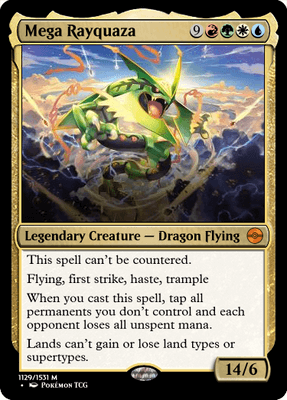 Mega Rayquaza 9
Legendary Creature — Dragon Flying
This spell can't be countered.
Flying, first strike, haste, trample
When you cast this spell, tap all
permanents you don't control and each
opponent loses all unspent mana.
Lands can't gain or lose land types or
supertypes.
14/6
1129/1531 M
• Pokémon TCG